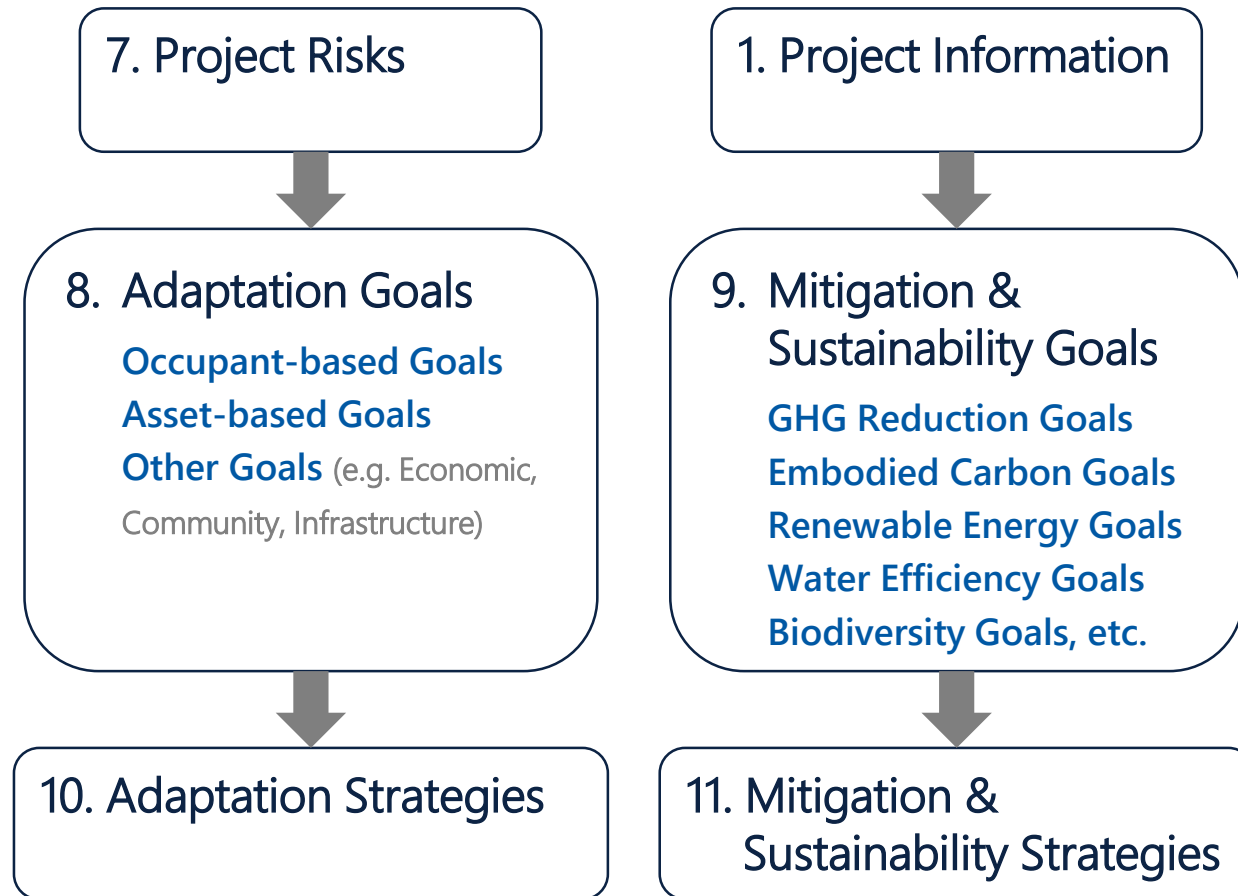 7. Project Risks
1. Project Information
8. Adaptation Goals
Occupant-based Goals
Asset-based Goals
Other Goals (e.g. Economic,
Community, Infrastructure)
9. Mitigation &
Sustainability Goals
GHG Reduction Goals
Embodied Carbon Goals
Renewable Energy Goals
Water Efficiency Goals
Biodiversity Goals, etc.
10. Adaptation Strategies
11. Mitigation &
Sustainability Strategies